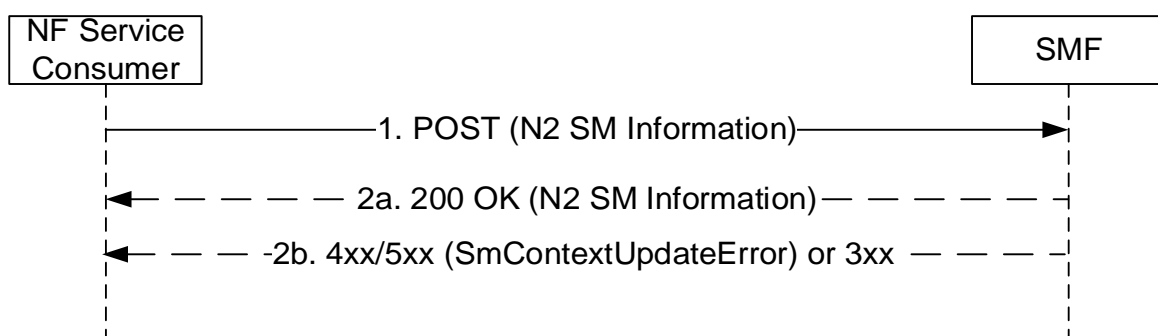 NF Service
Consumer
SMF
1. POST (N2 SM Information)
2a. 200 OK (N2 SM Information)
2b. 4xx/5xx (SmContextUpdateError) or 3xx